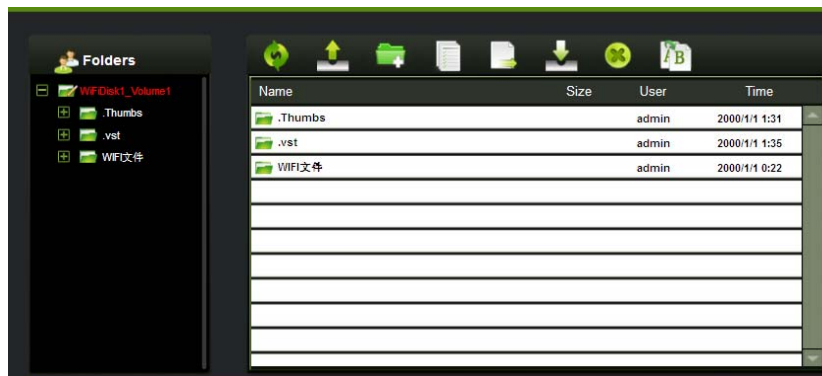 Folders
WiFiDisk1_Volume1
.Thumbs
.vst
WIFI文件
AB
Name Size User Time
.Thumbs admin 2000/1/1 1:31
.vst admin 2000/1/1 1:35
WIFI文件 admin 2000/1/1 0:22